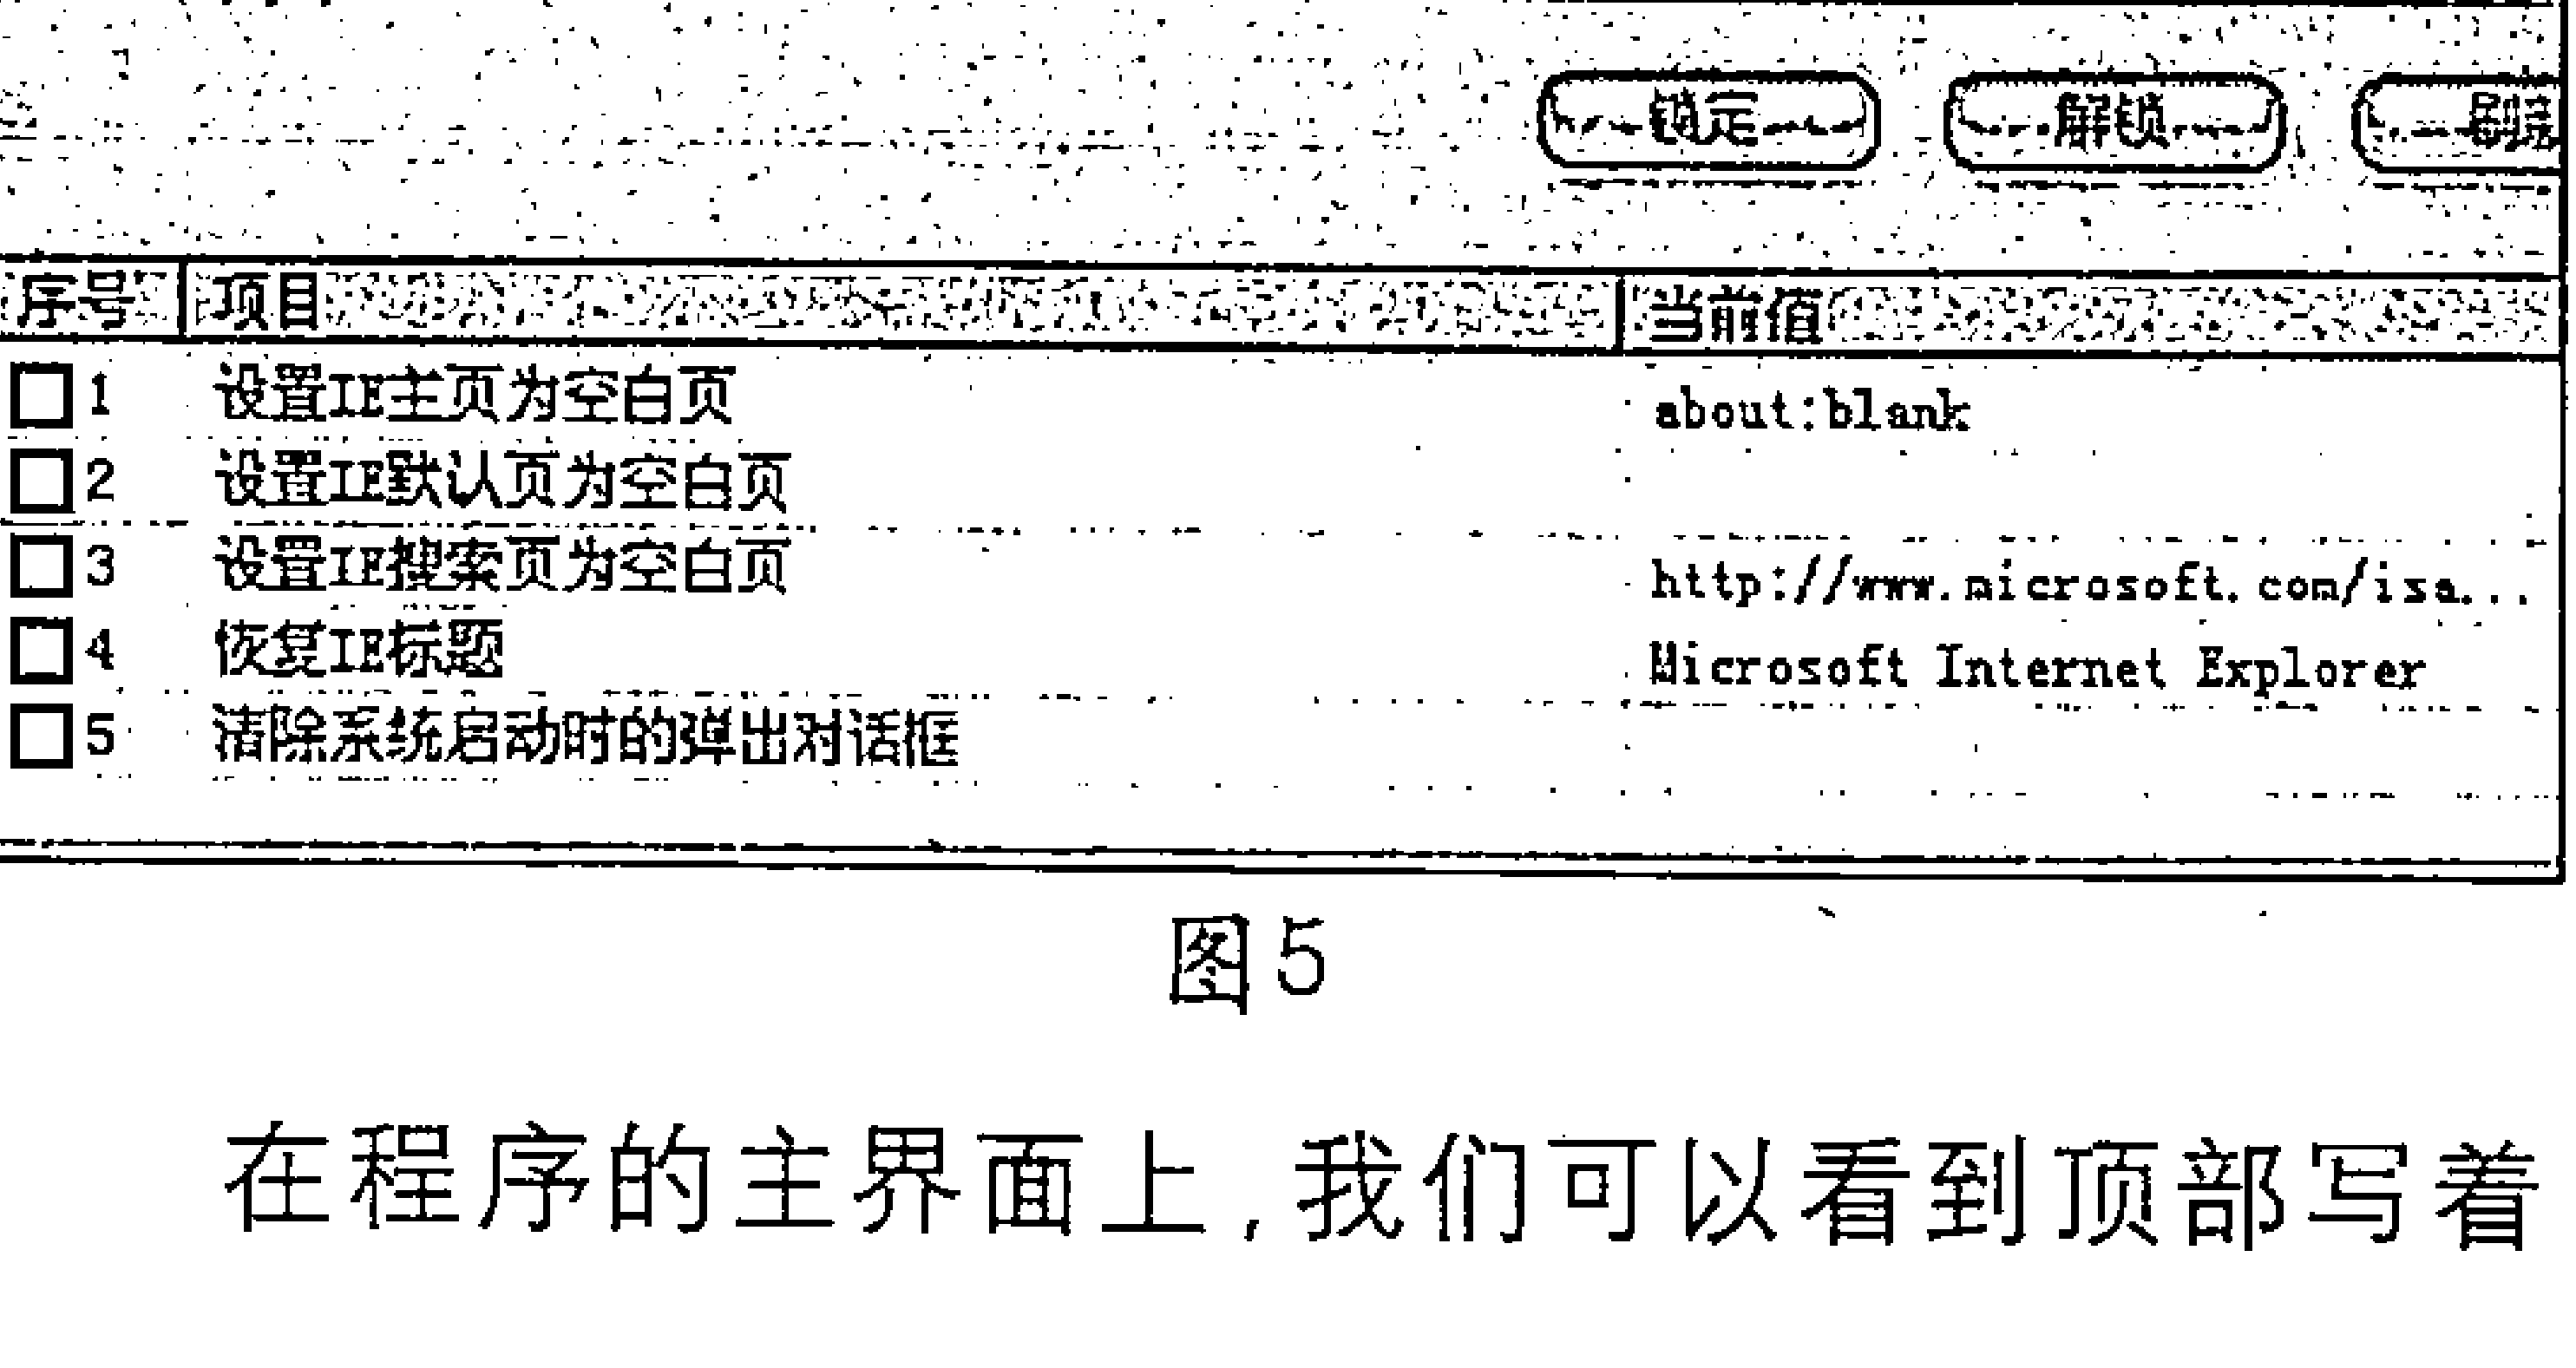 锁定 解锁
序号 项目 当前值
1 设置IE主页为空白页 about:blank
2 设置IE默认页为空白页
3 设置IE搜索页为空白页 http://www.microsoft.com/isa...
4 恢复IE标题 Microsoft Internet Explorer
5 清除系统启动时的弹出对话框
图5
在程序的主界面上,我们可以看到顶部写着